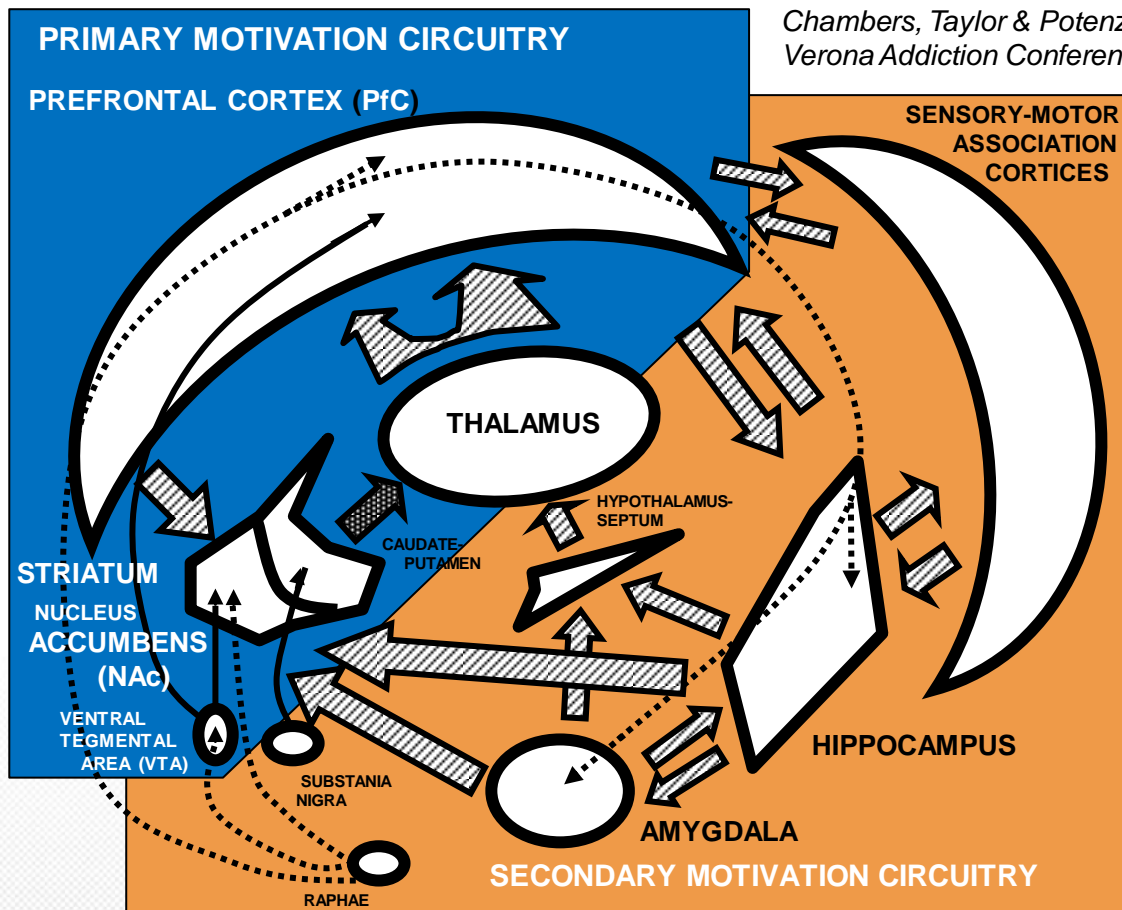 PRIMARY MOTIVATION CIRCUITRY
Chambers, Taylor & Potenz
Verona Addiction Conferen
PREFRONTAL CORTEX (PfC)
SENSORY-MOTOR
ASSOCIATION
CORTICES
THALAMUS
HYPOTHALAMUS-
SEPTUM
CAUDATE-
PUTAMEN
STRIATUM
NUCLEUS
ACCUMBENS
(NAc)
VENTRAL
TEGMENTAL
AREA (VTA)
SUBSTANIA
NIGRA
HIPPOCAMPUS
AMYGDALA
SECONDARY MOTIVATION CIRCUITRY
RAPHAE